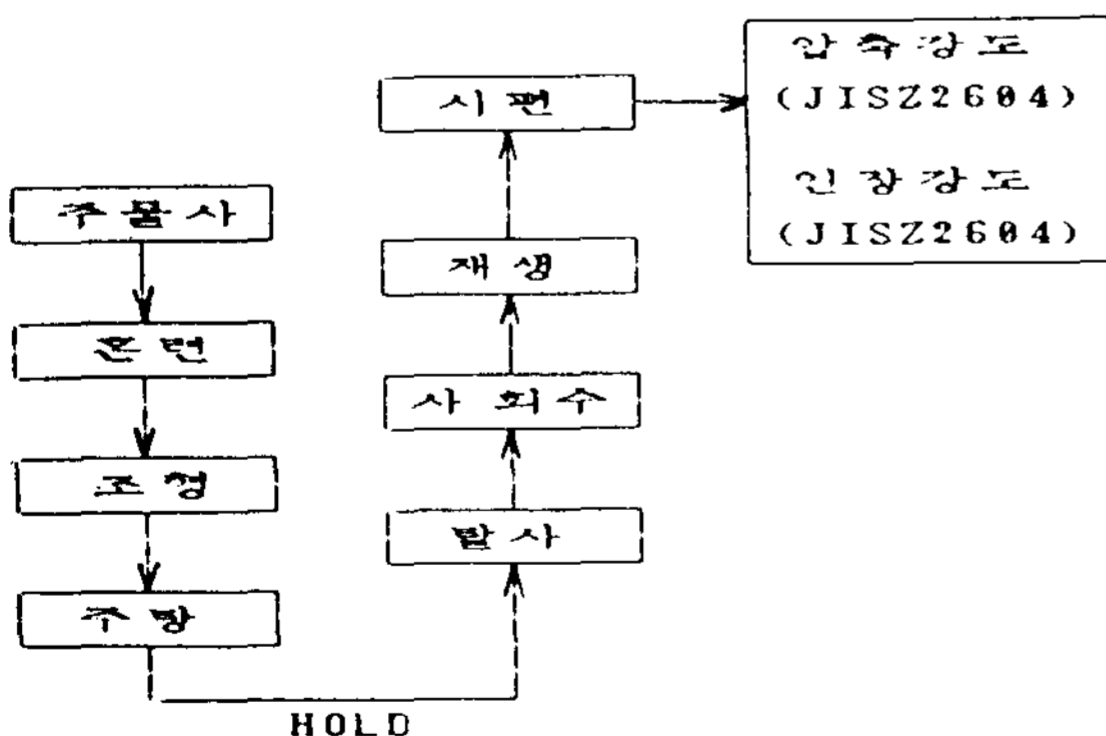 주물사
혼련
조형
주탕
HOLD
탈사
사 회수
재생
시편
압축강도
(JISZ2604)
인장강도
(JISZ2604)